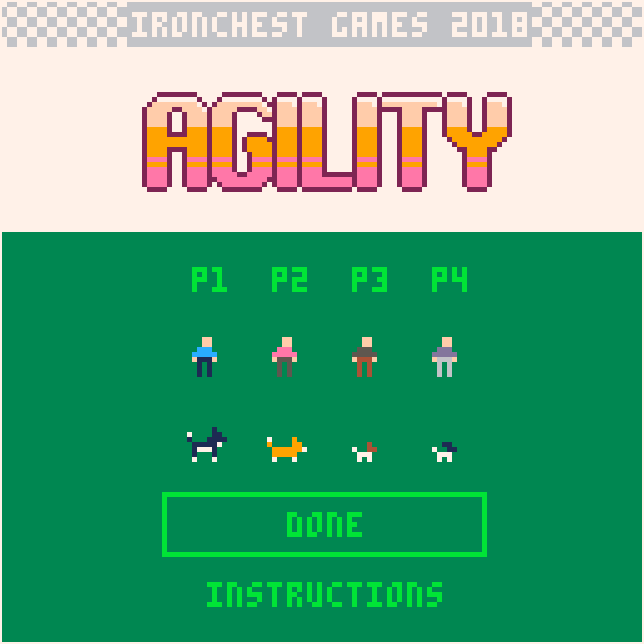 IRONCHEST GAMES 2018
AGILITY
P1 P2 P3 P4
DONE
INSTRUCTIONS